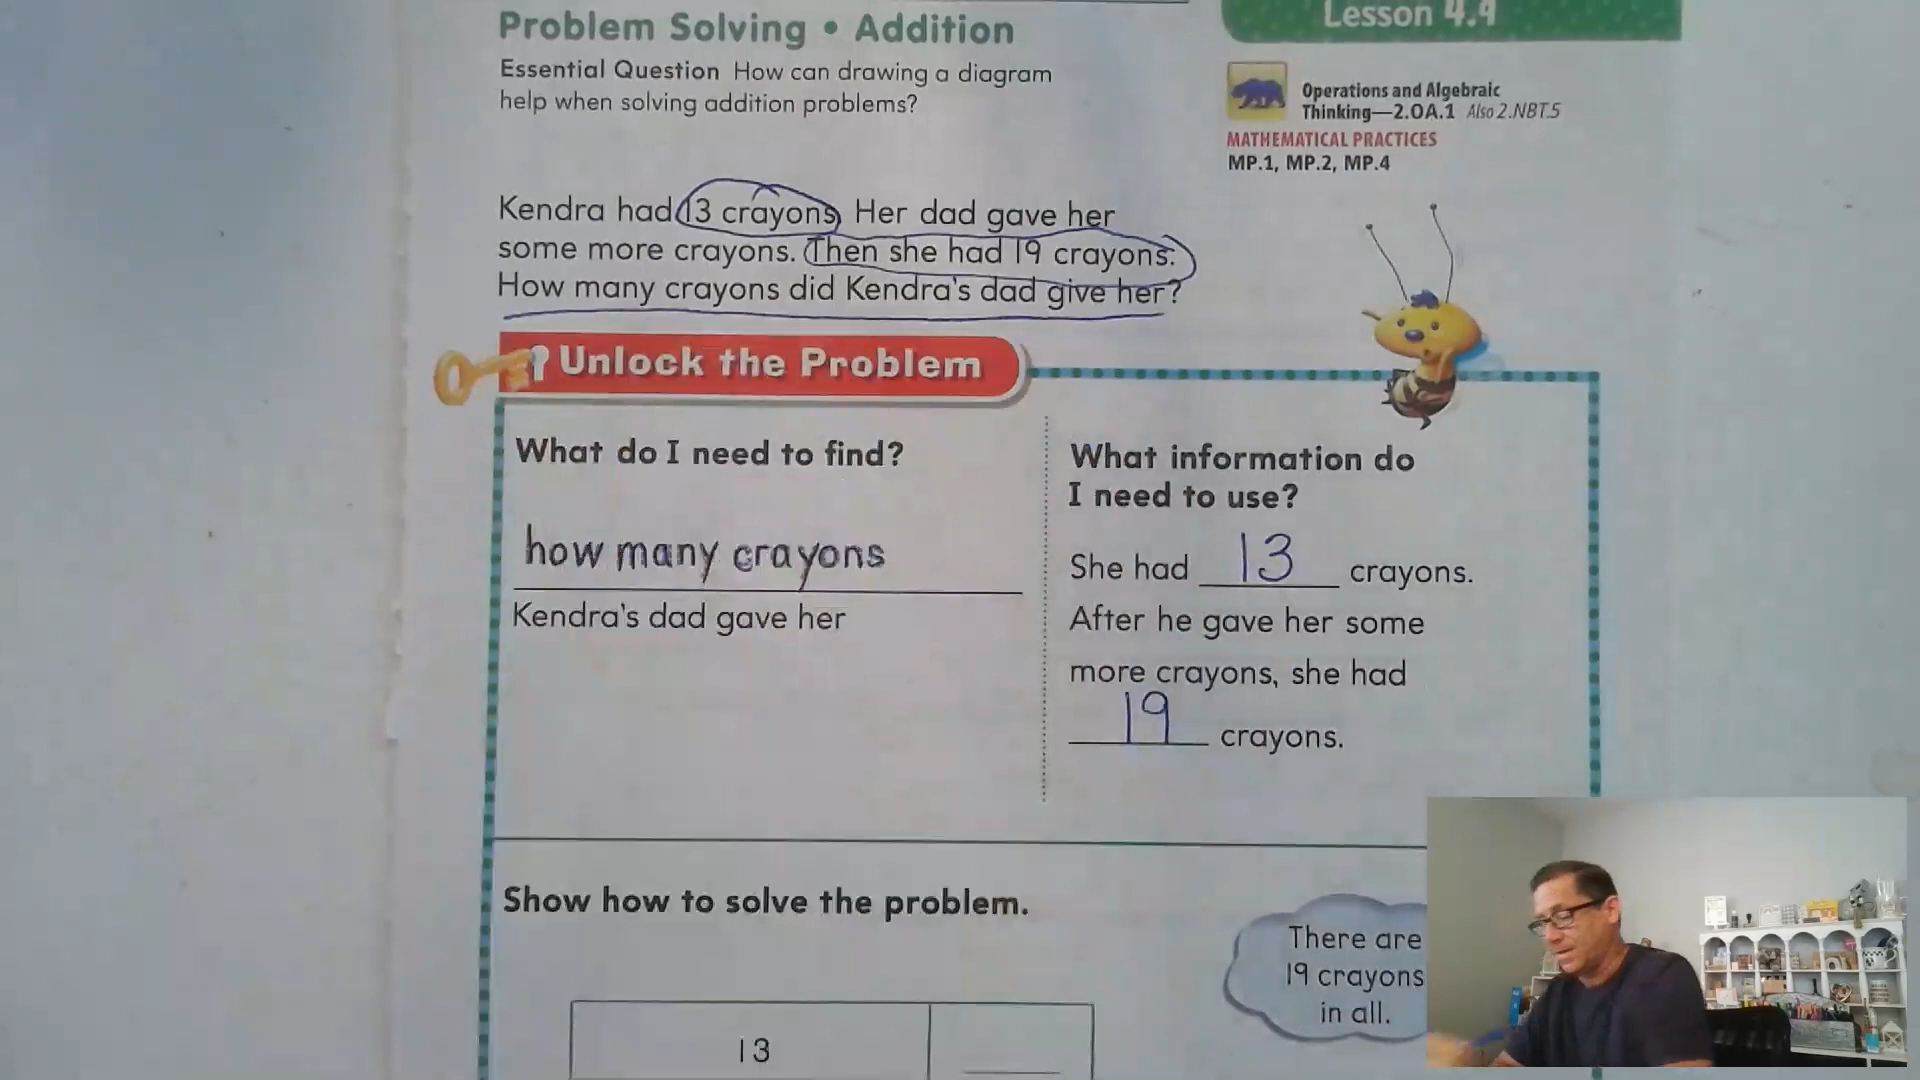 Problem Solving • Addition
Lesson 4.9
Essential Question How can drawing a diagram
help when solving addition problems?
Operations and Algebraic
Thinking—2.OA.1 Also 2.NBT.5
MATHEMATICAL PRACTICES
MP.1, MP.2, MP.4
Kendra had 13 crayons. Her dad gave her
some more crayons. Then she had 19 crayons.
How many crayons did Kendra's dad give her?
Unlock the Problem
What do I need to find?
how many crayons
Kendra's dad gave her
What information do
I need to use?
She had 13 crayons.
After he gave her some
more crayons, she had
19 crayons.
Show how to solve the problem.
There are
19 crayons
in all.
13